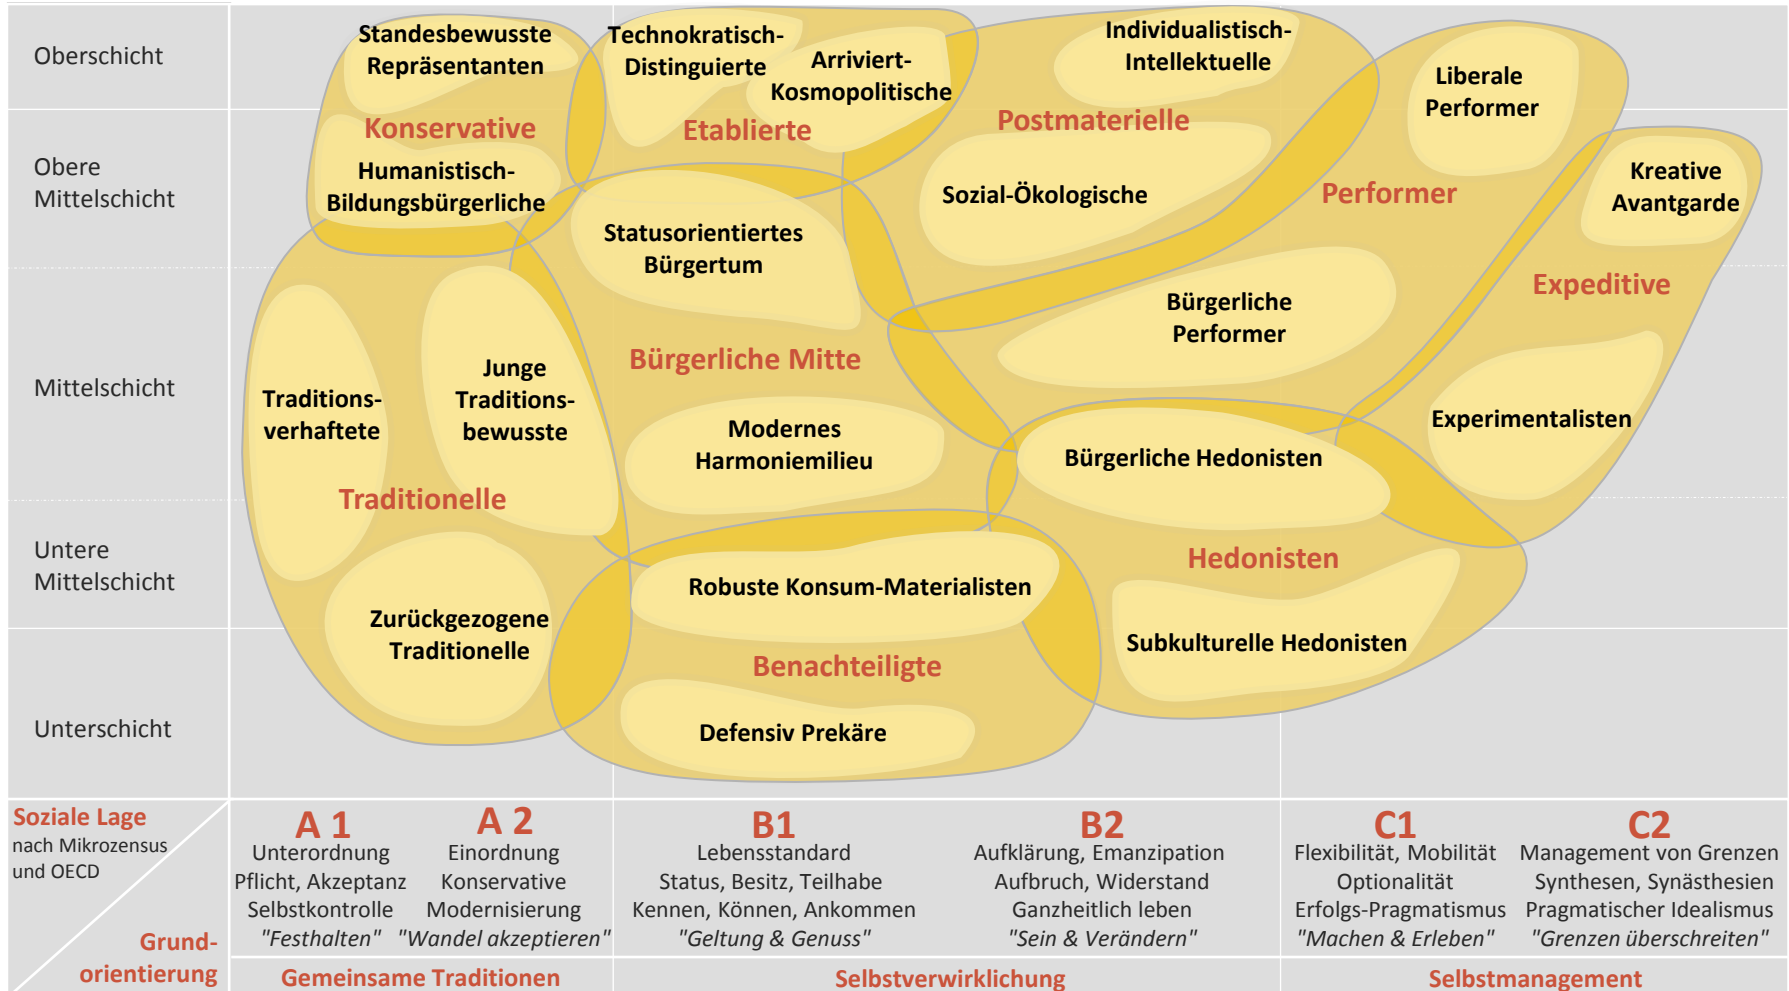 Oberschicht
Obere
Mittelschicht
Mittelschicht
Untere
Mittelschicht
Unterschicht
Standesbewusste
Repräsentanten
Konservative
Humanistisch-
Bildungsbürgerliche
Technokratisch-
Distinguierte
Arriviert-
Kosmopolitische
Etablierte
Individualistisch-
Intellektuelle
Postmaterielle
Sozial-Ökologische
Liberale
Performer
Performer
Bürgerliche
Performer
Kreative
Avantgarde
Expeditive
Experimentalisten
Statusorientiertes
Bürgertum
Bürgerliche Mitte
Modernes
Harmoniemilieu
Traditions-
verhaftete
Junge
Traditions-
bewusste
Traditionelle
Zurückgezogene
Traditionelle
Bürgerliche Hedonisten
Hedonisten
Subkulturelle Hedonisten
Robuste Konsum-Materialisten
Benachteiligte
Defensiv Prekäre
Soziale Lage
nach Mikrozensus
und OECD
Grund-
orientierung
A 1
Unterordnung
Pflicht, Akzeptanz
Selbstkontrolle
"Festhalten"
A 2
Einordnung
Konservative
Modernisierung
"Wandel akzeptieren"
B1
Lebensstandard
Status, Besitz, Teilhabe
Kennen, Können, Ankommen
"Geltung & Genuss"
B2
Aufklärung, Emanzipation
Aufbruch, Widerstand
Ganzheitlich leben
"Sein & Verändern"
C1
Flexibilität, Mobilität
Optionalität
Erfolgs-Pragmatismus
"Machen & Erleben"
C2
Management von Grenzen
Synthesen, Synästhesien
Pragmatischer Idealismus
"Grenzen überschreiten"
Gemeinsame Traditionen
Selbstverwirklichung
Selbstmanagement